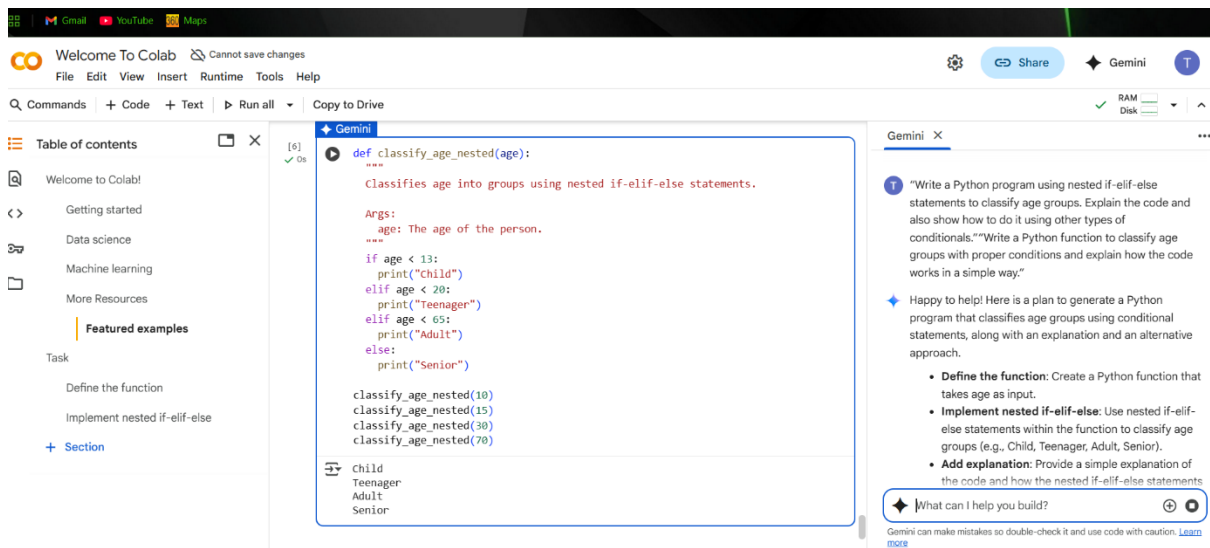 Gmail YouTube Maps
Welcome To Colab Cannot save changes
File Edit View Insert Runtime Tools Help
Share
Gemini
T
Commands + Code + Text Run all Copy to Drive
RAM
Disk
Table of contents
Welcome to Colab!
Getting started
Data science
Machine learning
More Resources
Featured examples
Task
Define the function
Implement nested if-elif-else
+ Section
Gemini
[6]
0s
def classify_age_nested(age):
"""
Classifies age into groups using nested if-elif-else statements.
Args:
age: The age of the person.
"""
if age < 13:
print("Child")
elif age < 20:
print("Teenager")
elif age < 65:
print("Adult")
else:
print("Senior")
classify_age_nested(10)
classify_age_nested(15)
classify_age_nested(30)
classify_age_nested(70)
Child
Teenager
Adult
Senior
Gemini
T
"Write a Python program using nested if-elif-else
statements to classify age groups. Explain the code and
also show how to do it using other types of
conditionals.""Write a Python function to classify age
groups with proper conditions and explain how the code
works in a simple way."
Happy to help! Here is a plan to generate a Python
program that classifies age groups using conditional
statements, along with an explanation and an alternative
approach.
• Define the function: Create a Python function that
takes age as input.
• Implement nested if-elif-else: Use nested if-elif-
else statements within the function to classify age
groups (e.g., Child, Teenager, Adult, Senior).
• Add explanation: Provide a simple explanation of
the code and how the nested if-elif-else statements
What can I help you build?
Gemini can make mistakes so double-check it and use code with caution. Learn
more